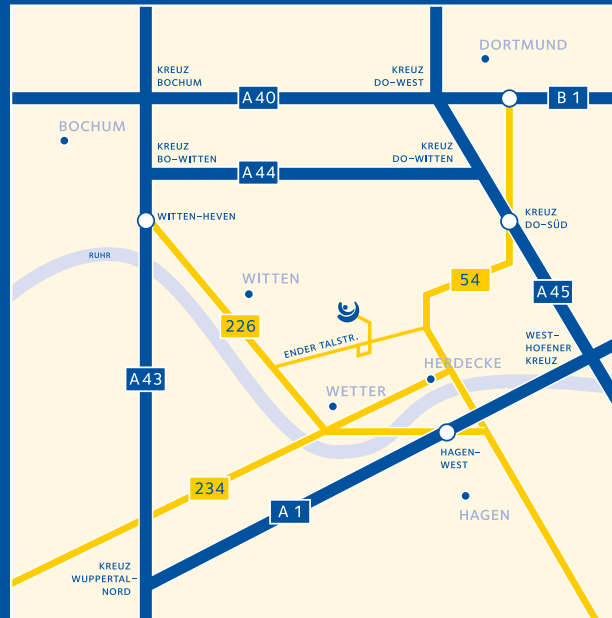 DORTMUND
KREUZ
BOCHUM
KREUZ
DO-WEST
A 40
B 1
BOCHUM
KREUZ
BO-WITTEN
KREUZ
DO-WITTEN
A 44
WITTEN-HEVEN
KREUZ
DO-SÜD
RUHR
WITTEN
54
A 45
226
ENDER TALSTR.
WEST-
HOFENER
KREUZ
HERDECKE
A 43
WETTER
HAGEN-
WEST
234
A 1
HAGEN
KREUZ
WUPPERTAL-
NORD